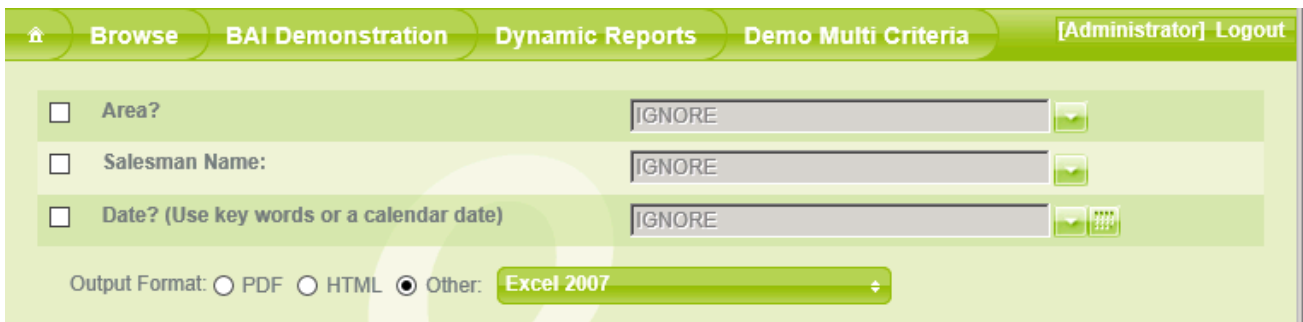 Browse BAI Demonstration Dynamic Reports Demo Multi Criteria [Administrator] Logout
Area? IGNORE
Salesman Name: IGNORE
Date? (Use key words or a calendar date) IGNORE
Output Format: PDF HTML Other: Excel 2007